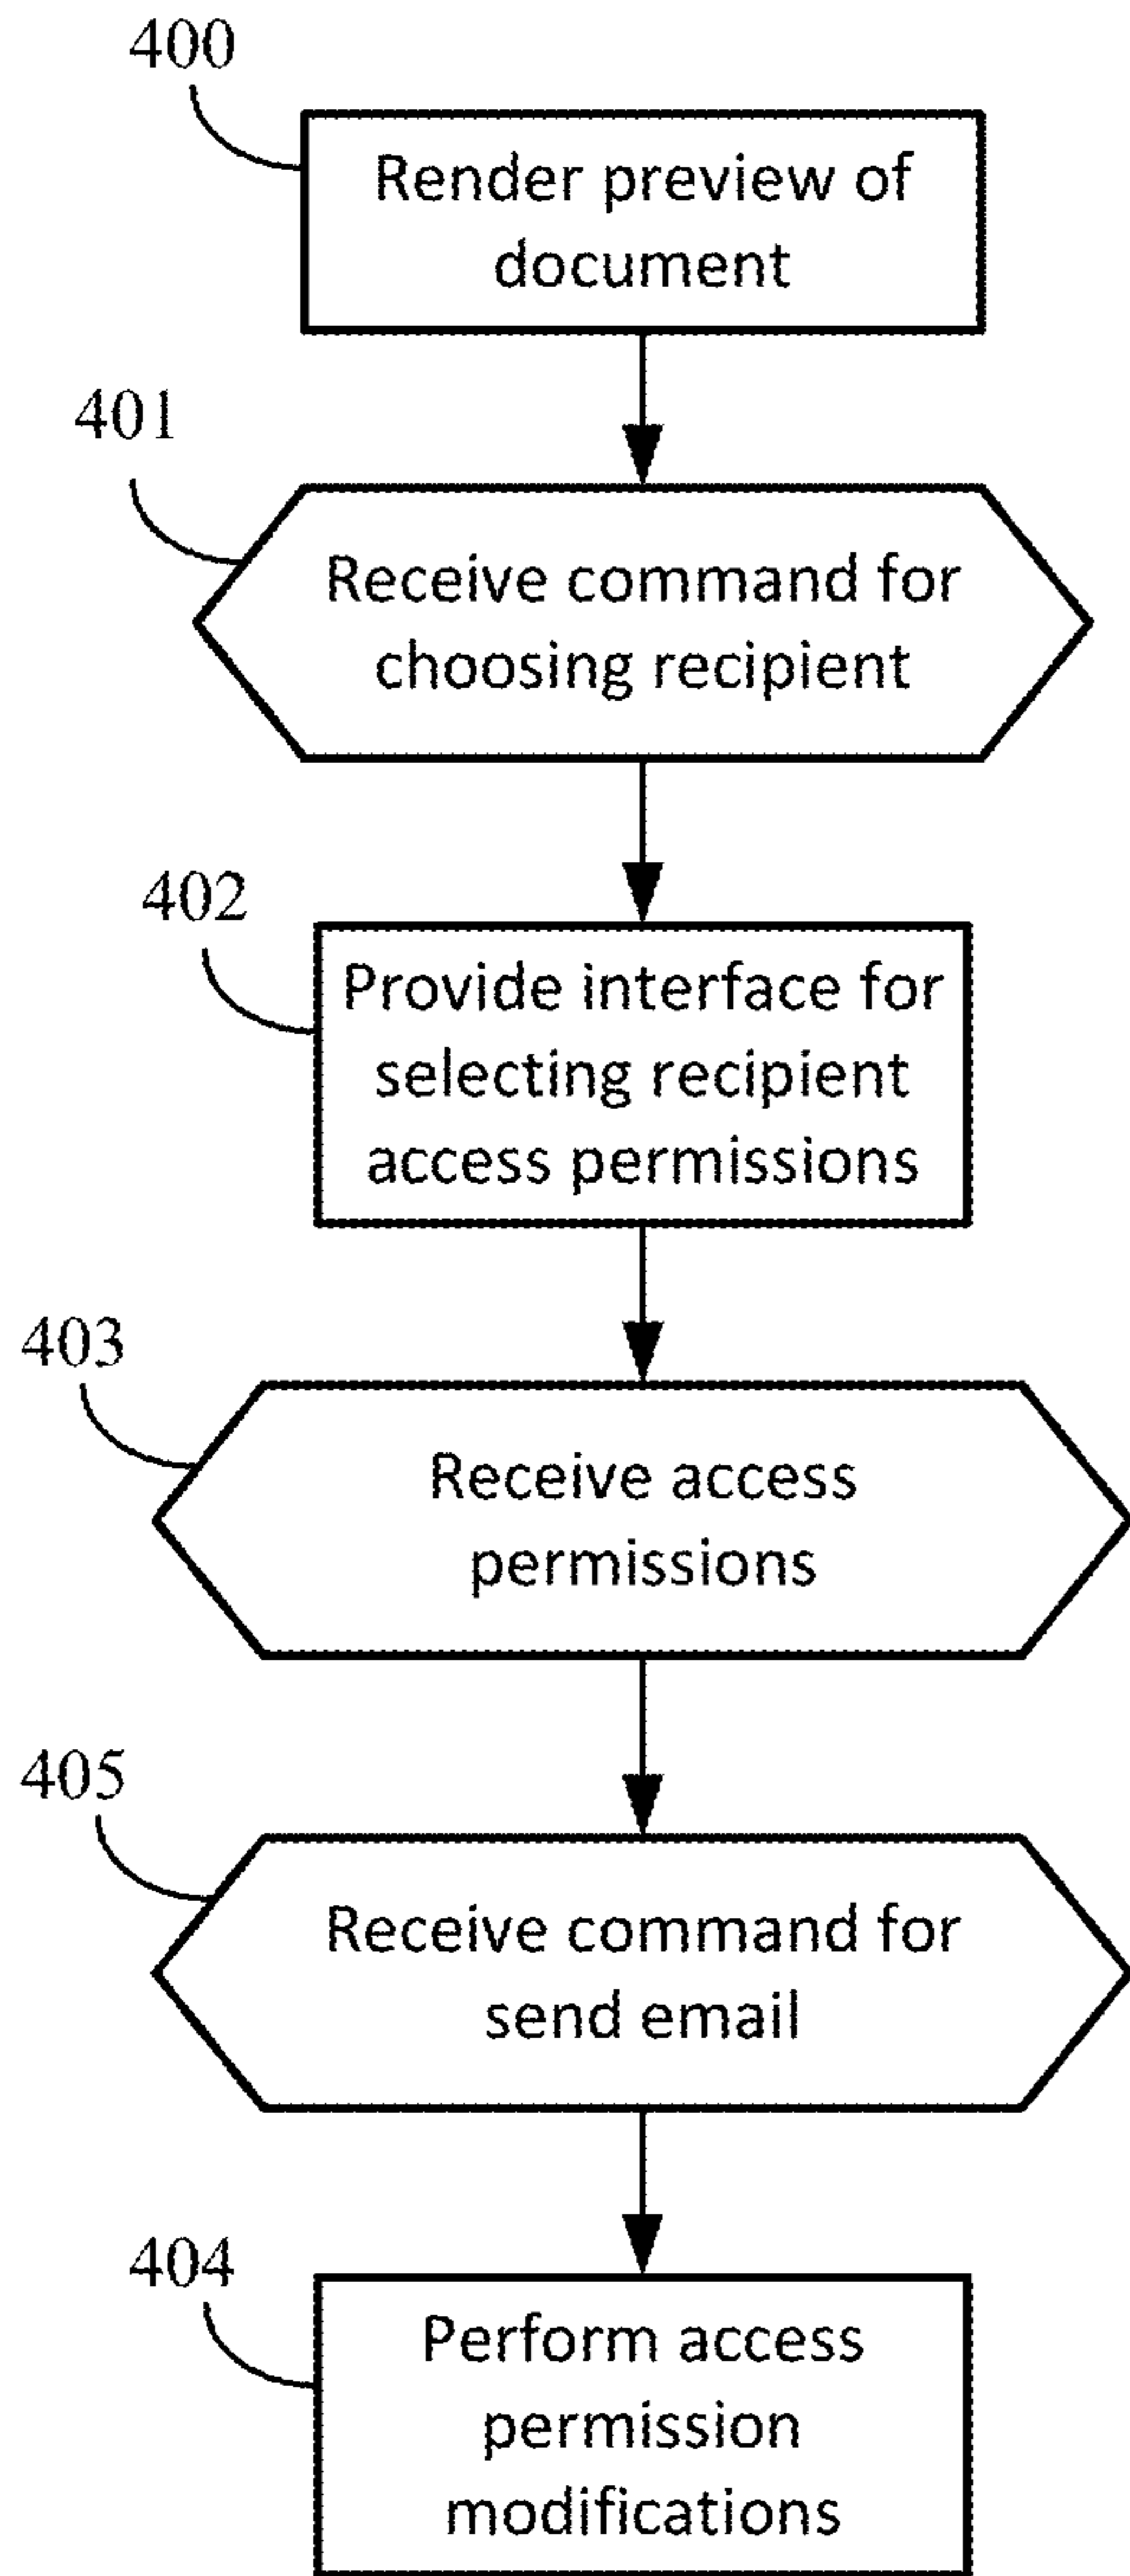 400
Render preview of
document
401
Receive command for
choosing recipient
402
Provide interface for
selecting recipient
access permissions
403
Receive access
permissions
405
Receive command for
send email
404
Perform access
permission
modifications